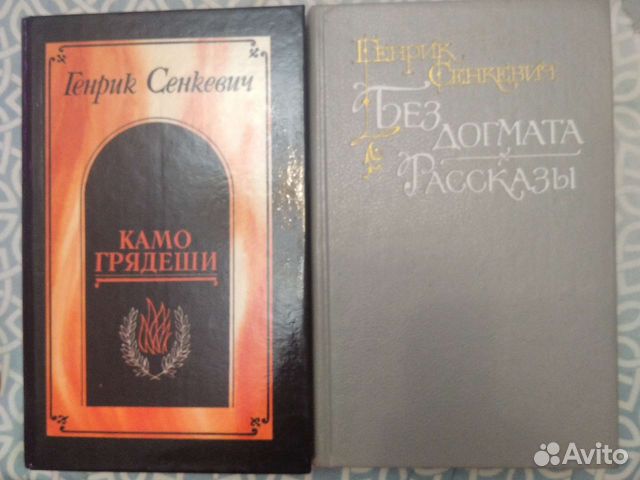 Генрик Сенкевич
КАМО
ГРЯДЕШИ
Генрик
Сенкевич
Без
догмата
Рассказы
Avito